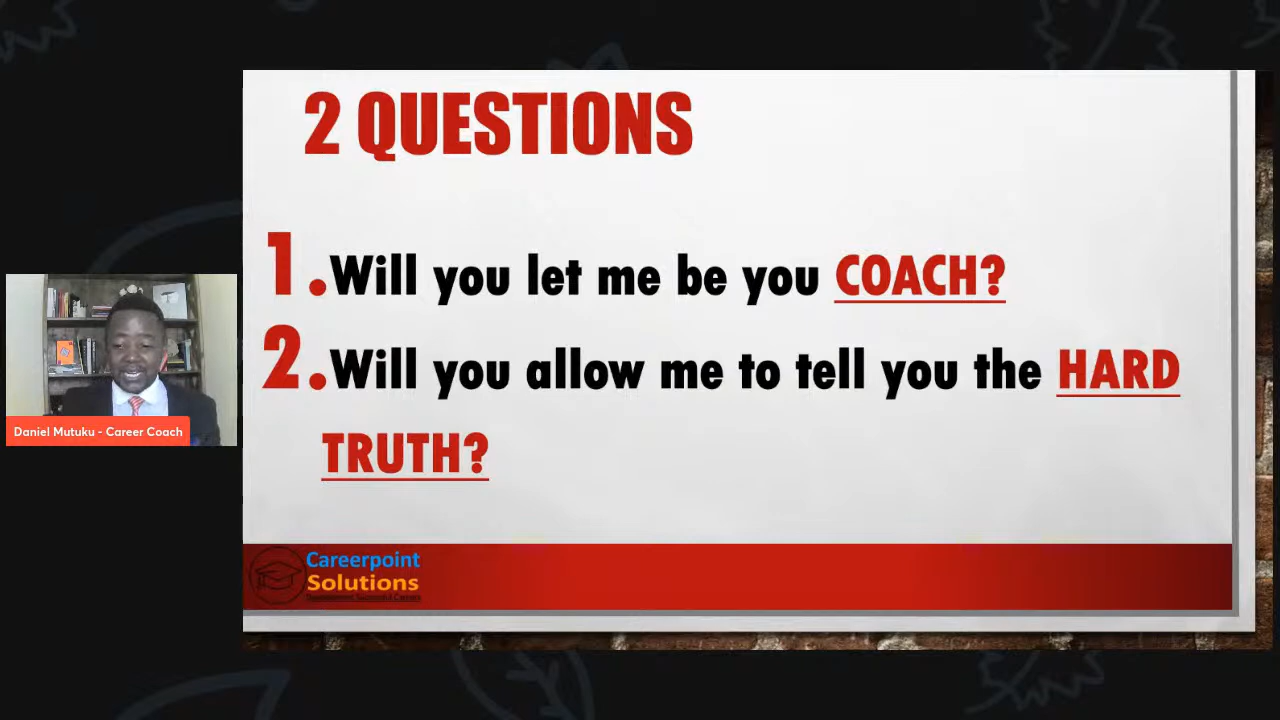 2 QUESTIONS
1.Will you let me be you COACH?
2.Will you allow me to tell you the HARD
TRUTH?
Daniel Mutuku - Career Coach
Careerpoint
Solutions